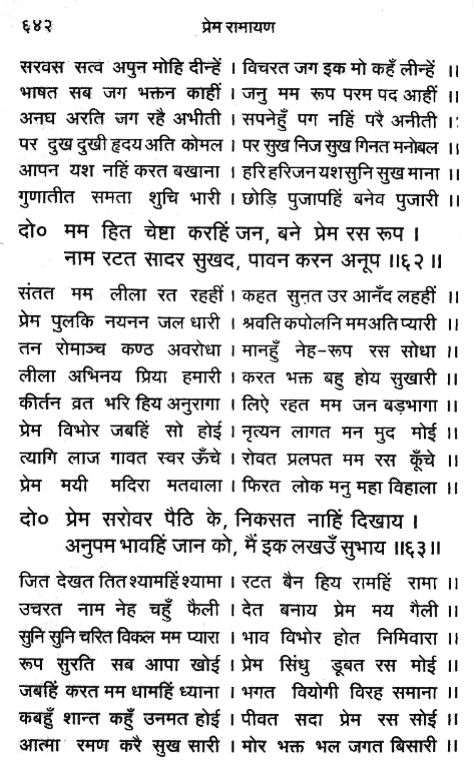 ६४२ प्रेम रामायण
सरवस सत्व अपुन मोहि दीन्हें । विचरत जग इक मो कहँ लीन्हें ॥
भाषत सब जग भक्तन काहीं । जनु मम रूप परम पद आहीं ॥
अनघ अरति जग रहै अभीती । सपनेहुँ पग नहिं परै अनीती ॥
पर दुख दुखी हृदय अति कोमल । पर सुख निज सुख गिनत मनोबल ॥
आपन यश नहिं करत बखाना । हरि हरिजन यश सुनि सुख माना ॥
गुणातीत समता शुचि भारी । छोड़ि पुजापहिं बनेव पुजारी ॥
दो० मम हित चेष्टा करहिं जन, बने प्रेम रस रूप ।
नाम रटत सादर सुखद, पावन करन अनूप ॥६२॥
संतत मम लीला रत रहहीं । कहत सुनत उर आनँद लहहीं ॥
प्रेम पुलकि नयनन जल धारी । श्रवति कपोलनि मम अति प्यारी ॥
तन रोमाञ्च कण्ठ अवरोधा । मानहुँ नेह-रूप रस सोधा ॥
लीला अभिनय प्रिया हमारी । करत भक्त बहु होय सुखारी ॥
कीर्तन व्रत भरि हिय अनुरागा । लिऐ रहत मम जन बड़भागा ॥
प्रेम विभोर जबहिं सो होई । नृत्यन लागत मन मुद मोई ॥
त्यागि लाज गावत स्वर ऊँचे । रोवत प्रलपत मम रस कूँचे ॥
प्रेम मयी मदिरा मतवाला । फिरत लोक मनु महा विहाला ॥
दो० प्रेम सरोवर पैठि के, निकसत नाहिं दिखाय ।
अनुपम भावहिं जान को, मैं इक लखउँ सुभाय ॥६३॥
जित देखत तित श्यामहिं श्यामा । रटत बैन हिय रामहिं रामा ॥
उचरत नाम नेह चहुँ फैली । देत बनाय प्रेम मय गैली ॥
सुनि सुनि चरित विकल मम प्यारा । भाव विभोर होत निमिवारा ॥
रूप सुरति सब आपा खोई । प्रेम सिंधु डूबत रस मोई ॥
जबहिं करत मम धामहिं ध्याना । भगत वियोगी विरह समाना ॥
कबहुँ शान्त कहुँ उनमत होई । पीवत सदा प्रेम रस सोई ॥
आत्मा रमण करै सुख सारी । मोर भक्त भल जगत बिसारी ॥